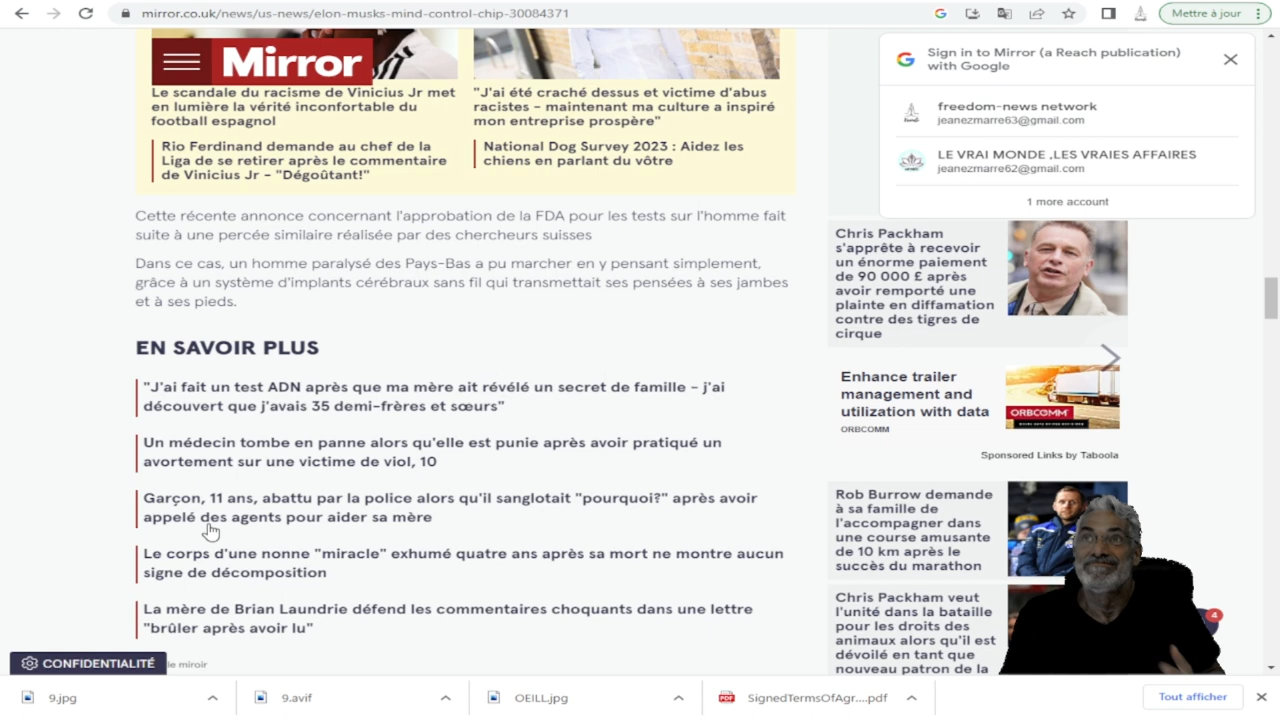 mirror.co.uk/news/us-news/elon-musks-mind-control-chip-30084371
Mettre à jour
Mirror
Le scandale du racisme de Vinicius Jr met
en lumière la vérité inconfortable du
football espagnol
"J'ai été craché dessus et victime d'abus
racistes - maintenant ma culture a inspiré
mon entreprise prospère"
Rio Ferdinand demande au chef de la
Liga de se retirer après le commentaire
de Vinicius Jr - "Dégoûtant!"
National Dog Survey 2023 : Aidez les
chiens en parlant du vôtre
Cette récente annonce concernant l'approbation de la FDA pour les tests sur l'homme fait
suite à une percée similaire réalisée par des chercheurs suisses
Dans ce cas, un homme paralysé des Pays-Bas a pu marcher en y pensant simplement,
grâce à un système d'implants cérébraux sans fil qui transmettait ses pensées à ses jambes
et à ses pieds.
EN SAVOIR PLUS
"J'ai fait un test ADN après que ma mère ait révélé un secret de famille - j'ai
découvert que j'avais 35 demi-frères et sœurs"
Un médecin tombe en panne alors qu'elle est punie après avoir pratiqué un
avortement sur une victime de viol, 10
Garçon, 11 ans, abattu par la police alors qu'il sanglotait "pourquoi?" après avoir
appelé des agents pour aider sa mère
Le corps d'une nonne "miracle" exhumé quatre ans après sa mort ne montre aucun
signe de décomposition
La mère de Brian Laundrie défend les commentaires choquants dans une lettre
"brûler après avoir lu"
CONFIDENTIALITÉ
le miroir
Sign in to Mirror (a Reach publication)
with Google
freedom-news network
jeanezmarre63@gmail.com
LE VRAI MONDE ,LES VRAIES AFFAIRES
jeanezmarre62@gmail.com
1 more account
Chris Packham
s'apprête à recevoir
un énorme paiement
de 90 000 £ après
avoir remporté une
plainte en diffamation
contre des tigres de
cirque
Enhance trailer
management and
utilization with data
ORBCOMM
ORBCOMM
Sponsored Links by Taboola
Rob Burrow demande
à sa famille de
l'accompagner dans
une course amusante
de 10 km après le
succès du marathon
Chris Packham veut
l'unité dans la bataille
pour les droits des
animaux alors qu'il est
dévoilé en tant que
nouveau patron de la
4
9.jpg
9.avif
OEILL.jpg
PDF
SignedTermsOfAgr....pdf
Tout afficher